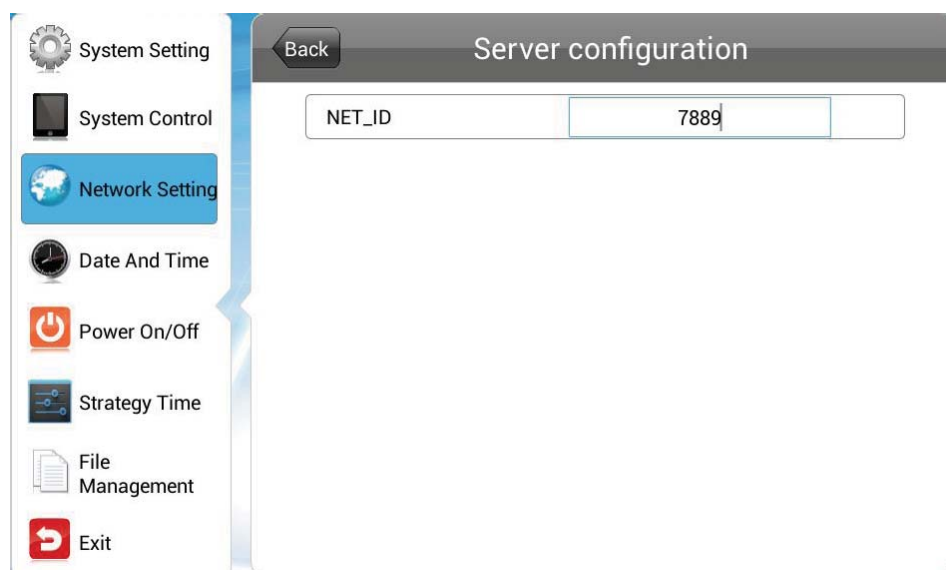 System Setting
System Control
Network Setting
Date And Time
Power On/Off
Strategy Time
File
Management
Exit
Back
Server configuration
NET_ID
7889